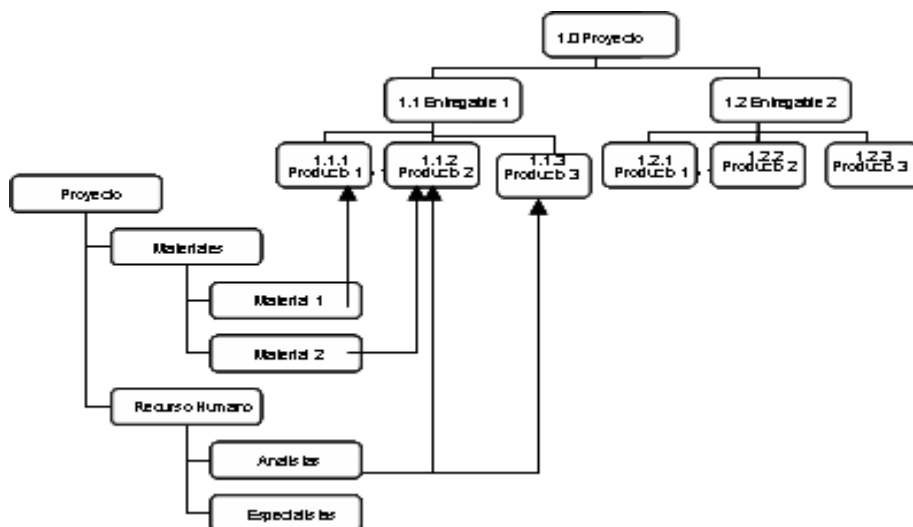 1.0 Proyecto
1.1 Entregable 1
1.2 Entregable 2
1.1.1
Producto 1
1.1.2
Producto 2
1.1.3
Producto 3
1.2.1
Producto 1
1.2.2
Producto 2
1.2.3
Producto 3
Proyecto
Materiales
Material 1
Material 2
Recurso Humano
Analistas
Especialistas